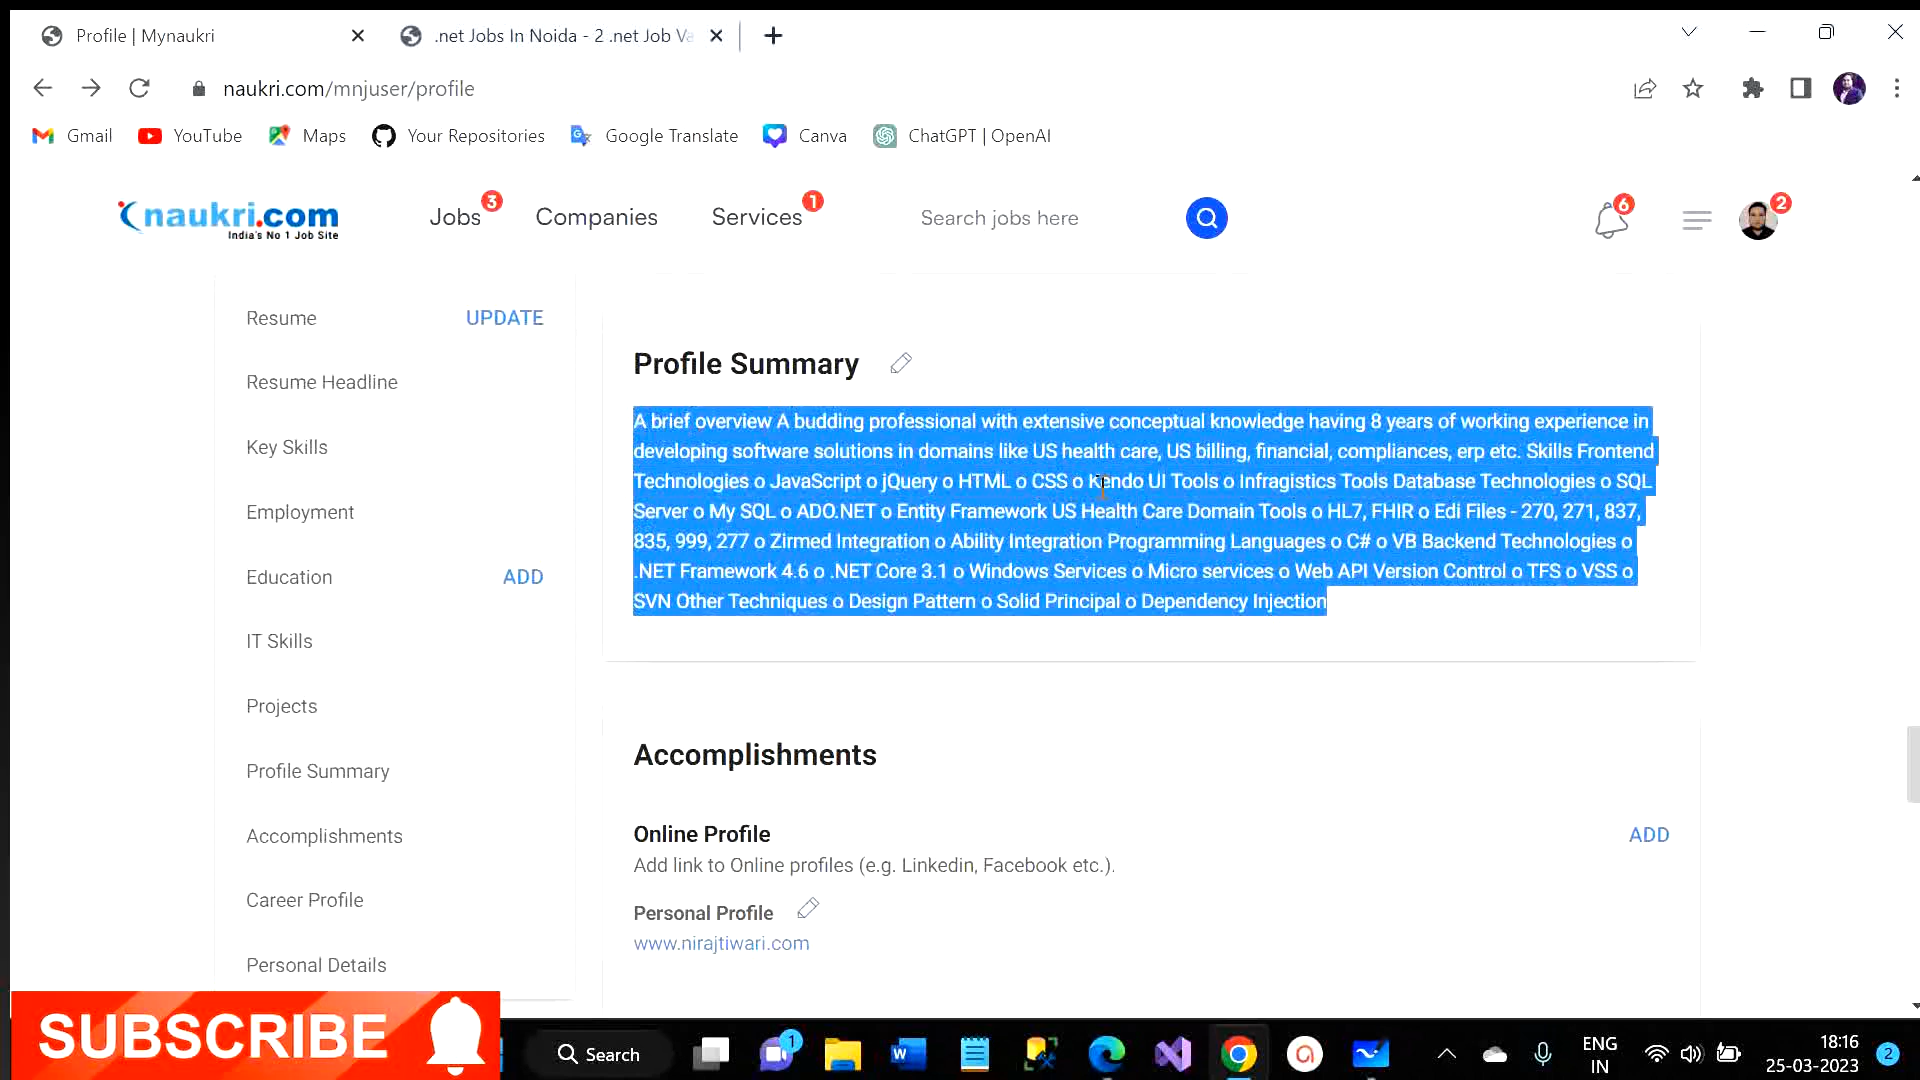 Profile | Mynaukri
.net Jobs In Noida - 2 .net Job Va
naukri.com/mnjuser/profile
Gmail YouTube Maps Your Repositories Google Translate Canva ChatGPT | OpenAI
naukri.com
India's No 1 Job Site
Jobs 3 Companies Services 1 Search jobs here 6 2
Resume UPDATE
Resume Headline
Key Skills
Employment
Education ADD
IT Skills
Projects
Profile Summary
Accomplishments
Career Profile
Personal Details
Profile Summary
A brief overview A budding professional with extensive conceptual knowledge having 8 years of working experience in
developing software solutions in domains like US health care, US billing, financial, compliances, erp etc. Skills Frontend
Technologies o JavaScript o jQuery o HTML o CSS o Kendo UI Tools o Infragistics Tools Database Technologies o SQL
Server o My SQL o ADO.NET o Entity Framework US Health Care Domain Tools o HL7, FHIR o Edi Files - 270, 271, 837,
835, 999, 277 o Zirmed Integration o Ability Integration Programming Languages o C# o VB Backend Technologies o
.NET Framework 4.6 o .NET Core 3.1 o Windows Services o Micro services o Web API Version Control o TFS o VSS o
SVN Other Techniques o Design Pattern o Solid Principal o Dependency Injection
Accomplishments
Online Profile ADD
Add link to Online profiles (e.g. Linkedin, Facebook etc.).
Personal Profile
www.nirajtiwari.com
SUBSCRIBE
Search
1
W
ENG
IN
18:16
25-03-2023
2